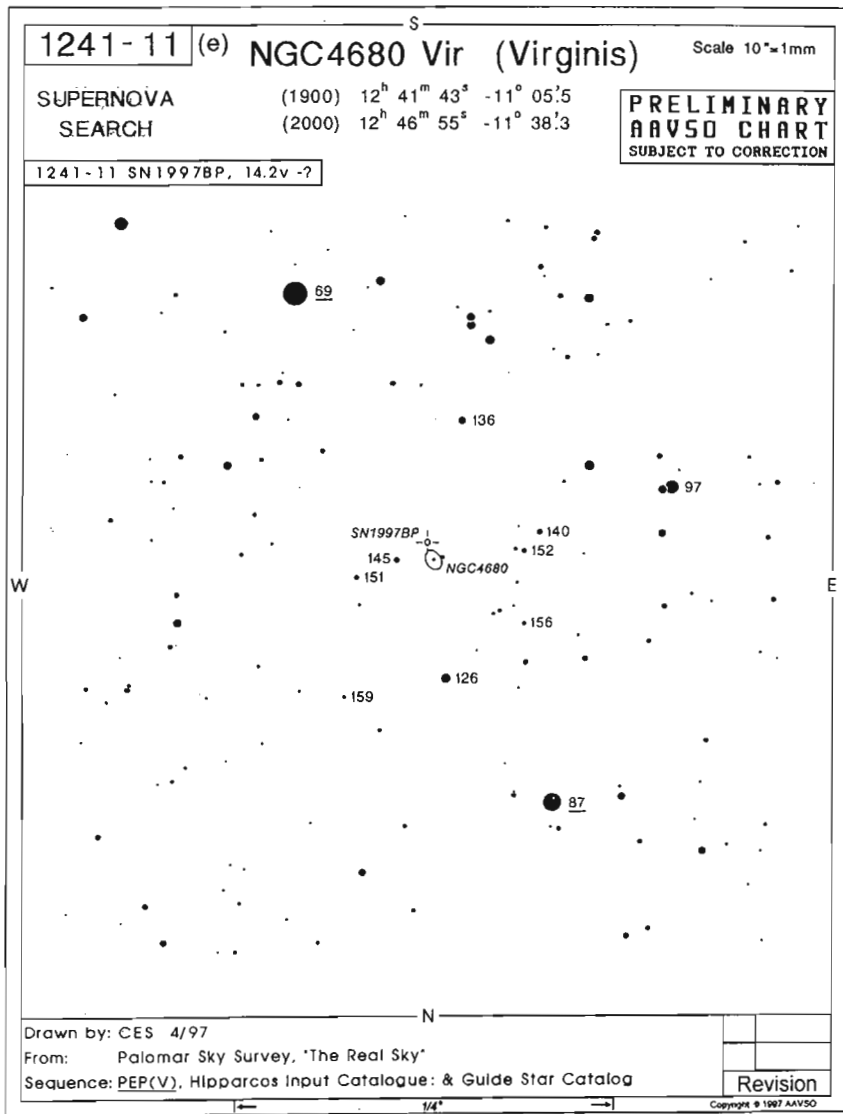 S
1241-11 (e) NGC4680 Vir (Virginis) Scale 10"=1mm
SUPERNOVA
SEARCH
(1900) 12h 41m 43s -11° 05.'5
(2000) 12h 46m 55s -11° 38.'3
PRELIMINARY
AAVSO CHART
SUBJECT TO CORRECTION
1241-11 SN1997BP, 14.2v -?
69
136
97
SN1997BP
140
152
145
NGC4680
151
W
E
156
126
159
87
N
Drawn by: CES 4/97
From: Palomar Sky Survey, "The Real Sky"
Sequence: PEP(V), Hipparcos Input Catalogue: & Guide Star Catalog
Revision
1/4°
Copyright © 1997 AAVSO